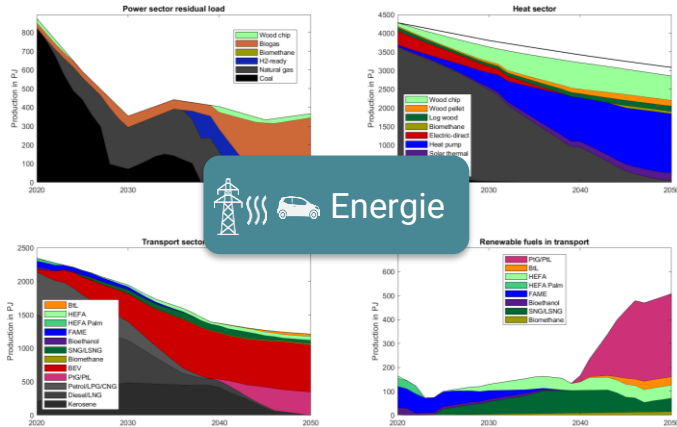 Power sector residual load
Production in PJ
800
700
600
500
400
300
200
100
0
2020
2030
2050
Wood chip
Biogas
Biomethane
H2-ready
Natural gas
Coal
Heat sector
Production in PJ
4500
4000
3500
3000
2500
2000
1500
1000
500
0
2020
2030
2040
2050
Wood chip
Wood pellet
Log wood
Biomethane
Electric-direct
Heat pump
Solar thermal
Energie
Transport sector
Production in PJ
2500
2000
1500
1000
500
0
2020
2030
2040
2050
BtL
HEFA
HEFA Palm
FAME
Bioethanol
SNG/LSNG
Biomethane
BEV
PtG/PtL
Petrol/LPG/CNG
Diesel/LNG
Kerosene
Renewable fuels in transport
Production in PJ
600
500
400
300
200
100
0
2020
2030
2040
2050
PtG/PtL
BtL
HEFA
HEFA Palm
FAME
Bioethanol
SNG/LSNG
Biomethane